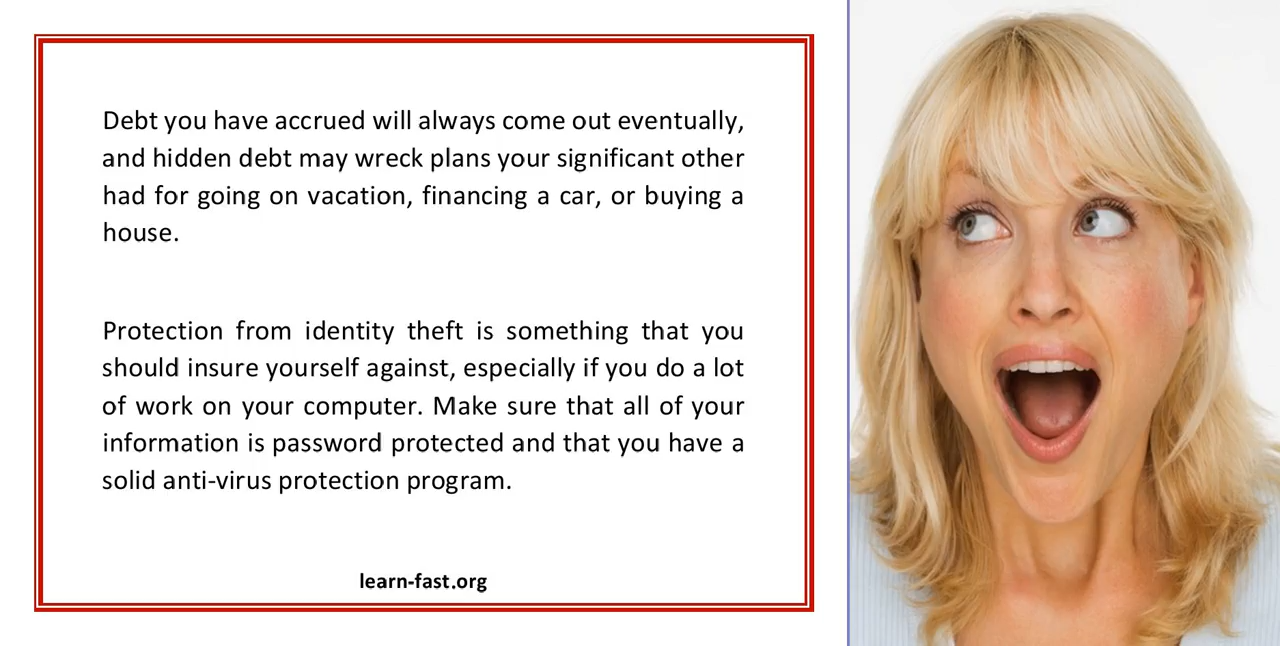 Debt you have accrued will always come out eventually,
and hidden debt may wreck plans your significant other
had for going on vacation, financing a car, or buying a
house.
Protection from identity theft is something that you
should insure yourself against, especially if you do a lot
of work on your computer. Make sure that all of your
information is password protected and that you have a
solid anti-virus protection program.
learn-fast.org